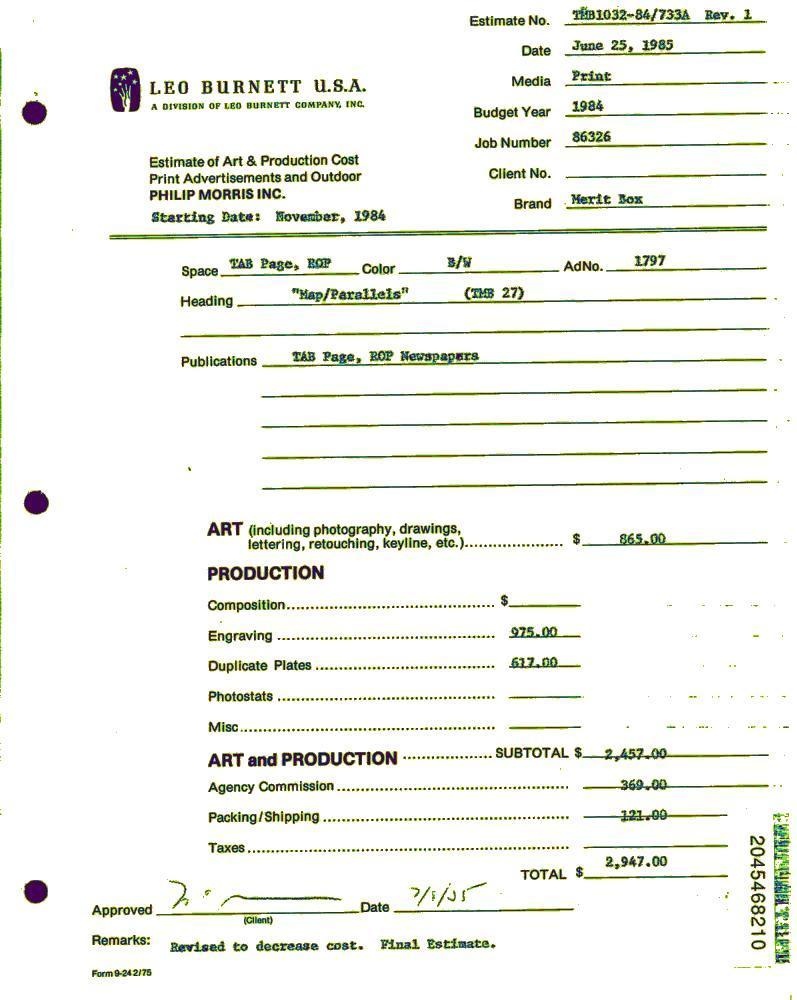 Estimate No. TMB1032-84/733A Rev. 1
Date June 25, 1985
Media Print
LEO BURNETT U.S.A.
A DIVISION OF LEO BURNETT COMPANY, INC.
Budget Year 1984
Job Number 86326
Estimate of Art & Production Cost
Print Advertisements and Outdoor
PHILIP MORRIS INC.
Client No.
Brand Merit Box
Starting Date: November, 1984
Space TAB Page, ROP Color B/W Ad No. 1797
Heading "Map/Parallels" (TMB 27)
Publications TAB Page, ROP Newspapers
ART (including photography, drawings,
lettering, retouching, keyline, etc.)...................... $ 865.00
PRODUCTION
Composition.................................................. $
Engraving .................................................... 975.00
Duplicate Plates ........................................... 617.00
Photostats ....................................................
Misc............................................................
ART and PRODUCTION .................. SUBTOTAL $ 2,457.00
Agency Commission ...................................................... 369.00
Packing/Shipping ......................................................... 121.00
Taxes ..........................................................................
TOTAL $ 2,947.00
Approved Date
(Client)
Remarks: Revised to decrease cost. Final Estimate.
Form 9-24 2/75
2045468210